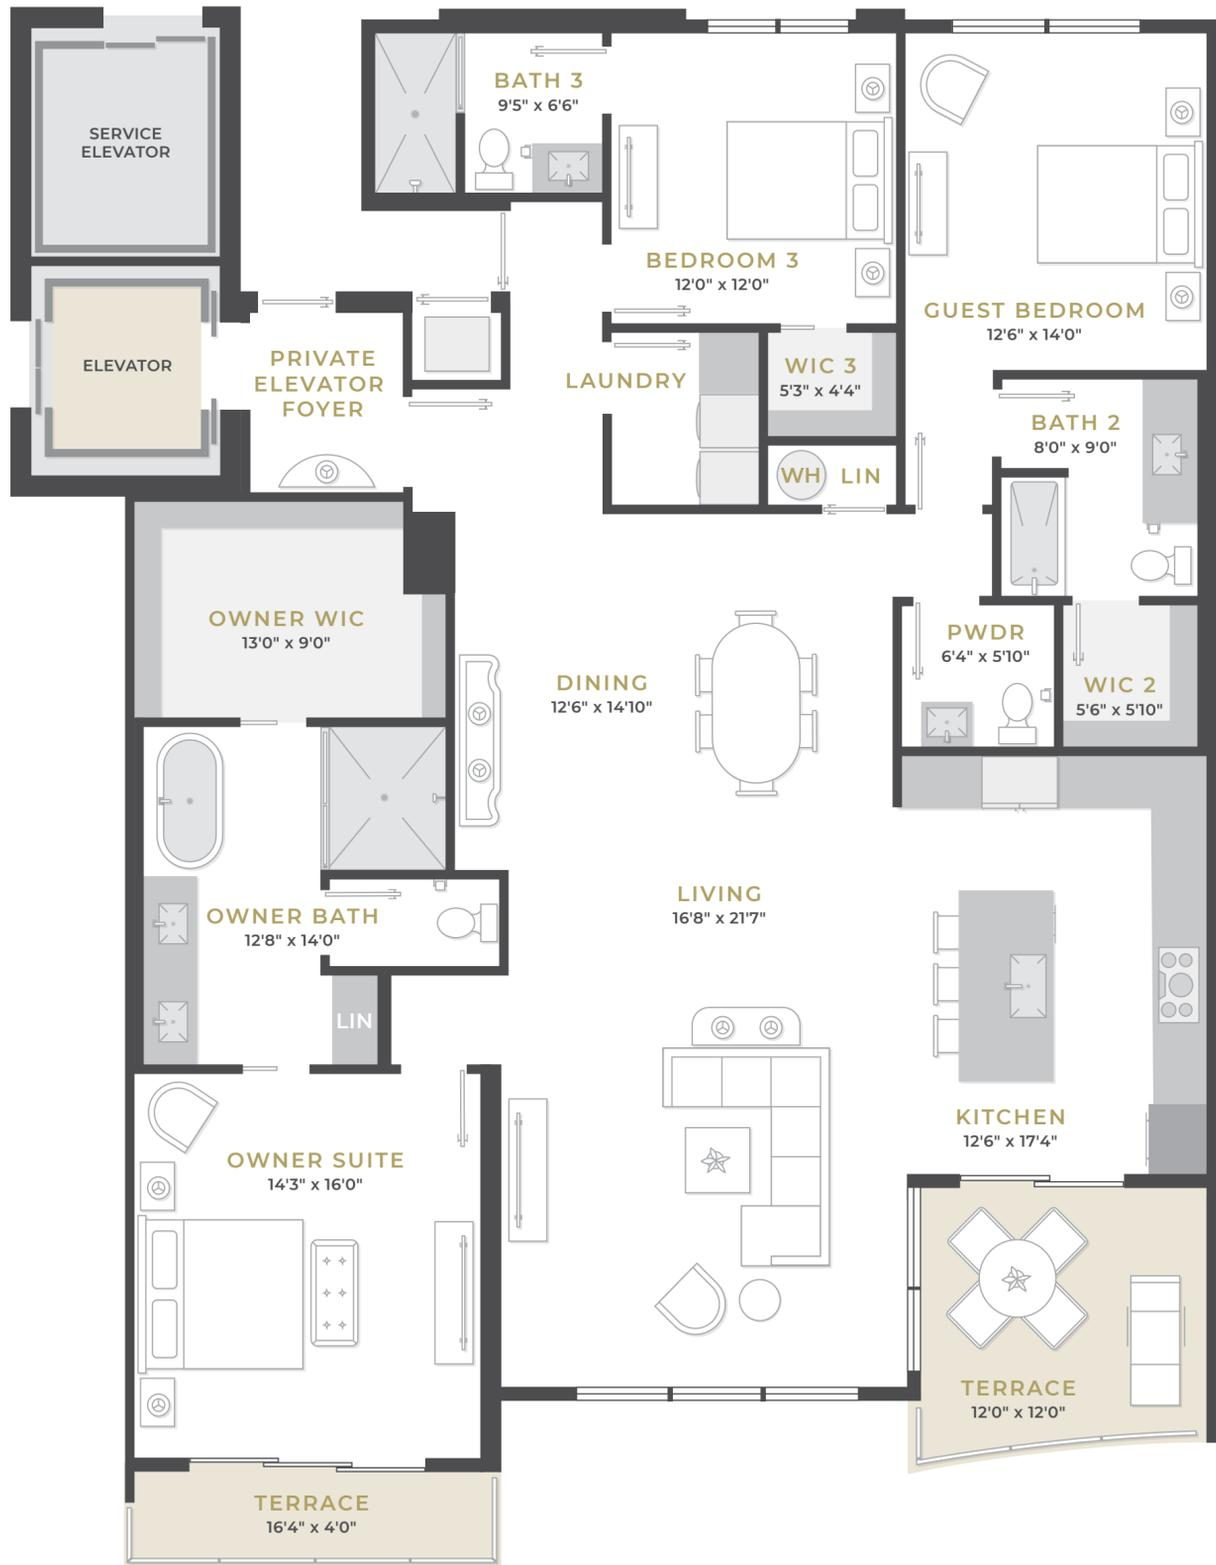 BATH 3
9'5" x 6'6"
SERVICE
ELEVATOR
BEDROOM 3
12'0" x 12'0"
GUEST BEDROOM
12'6" x 14'0"
ELEVATOR
PRIVATE
ELEVATOR
FOYER
LAUNDRY
WIC 3
5'3" x 4'4"
BATH 2
8'0" x 9'0"
WH
LIN
OWNER WIC
13'0" x 9'0"
PWDR
6'4" x 5'10"
DINING
12'6" x 14'10"
WIC 2
5'6" x 5'10"
LIVING
16'8" x 21'7"
OWNER BATH
12'8" x 14'0"
LIN
KITCHEN
12'6" x 17'4"
OWNER SUITE
14'3" x 16'0"
TERRACE
12'0" x 12'0"
TERRACE
16'4" x 4'0"